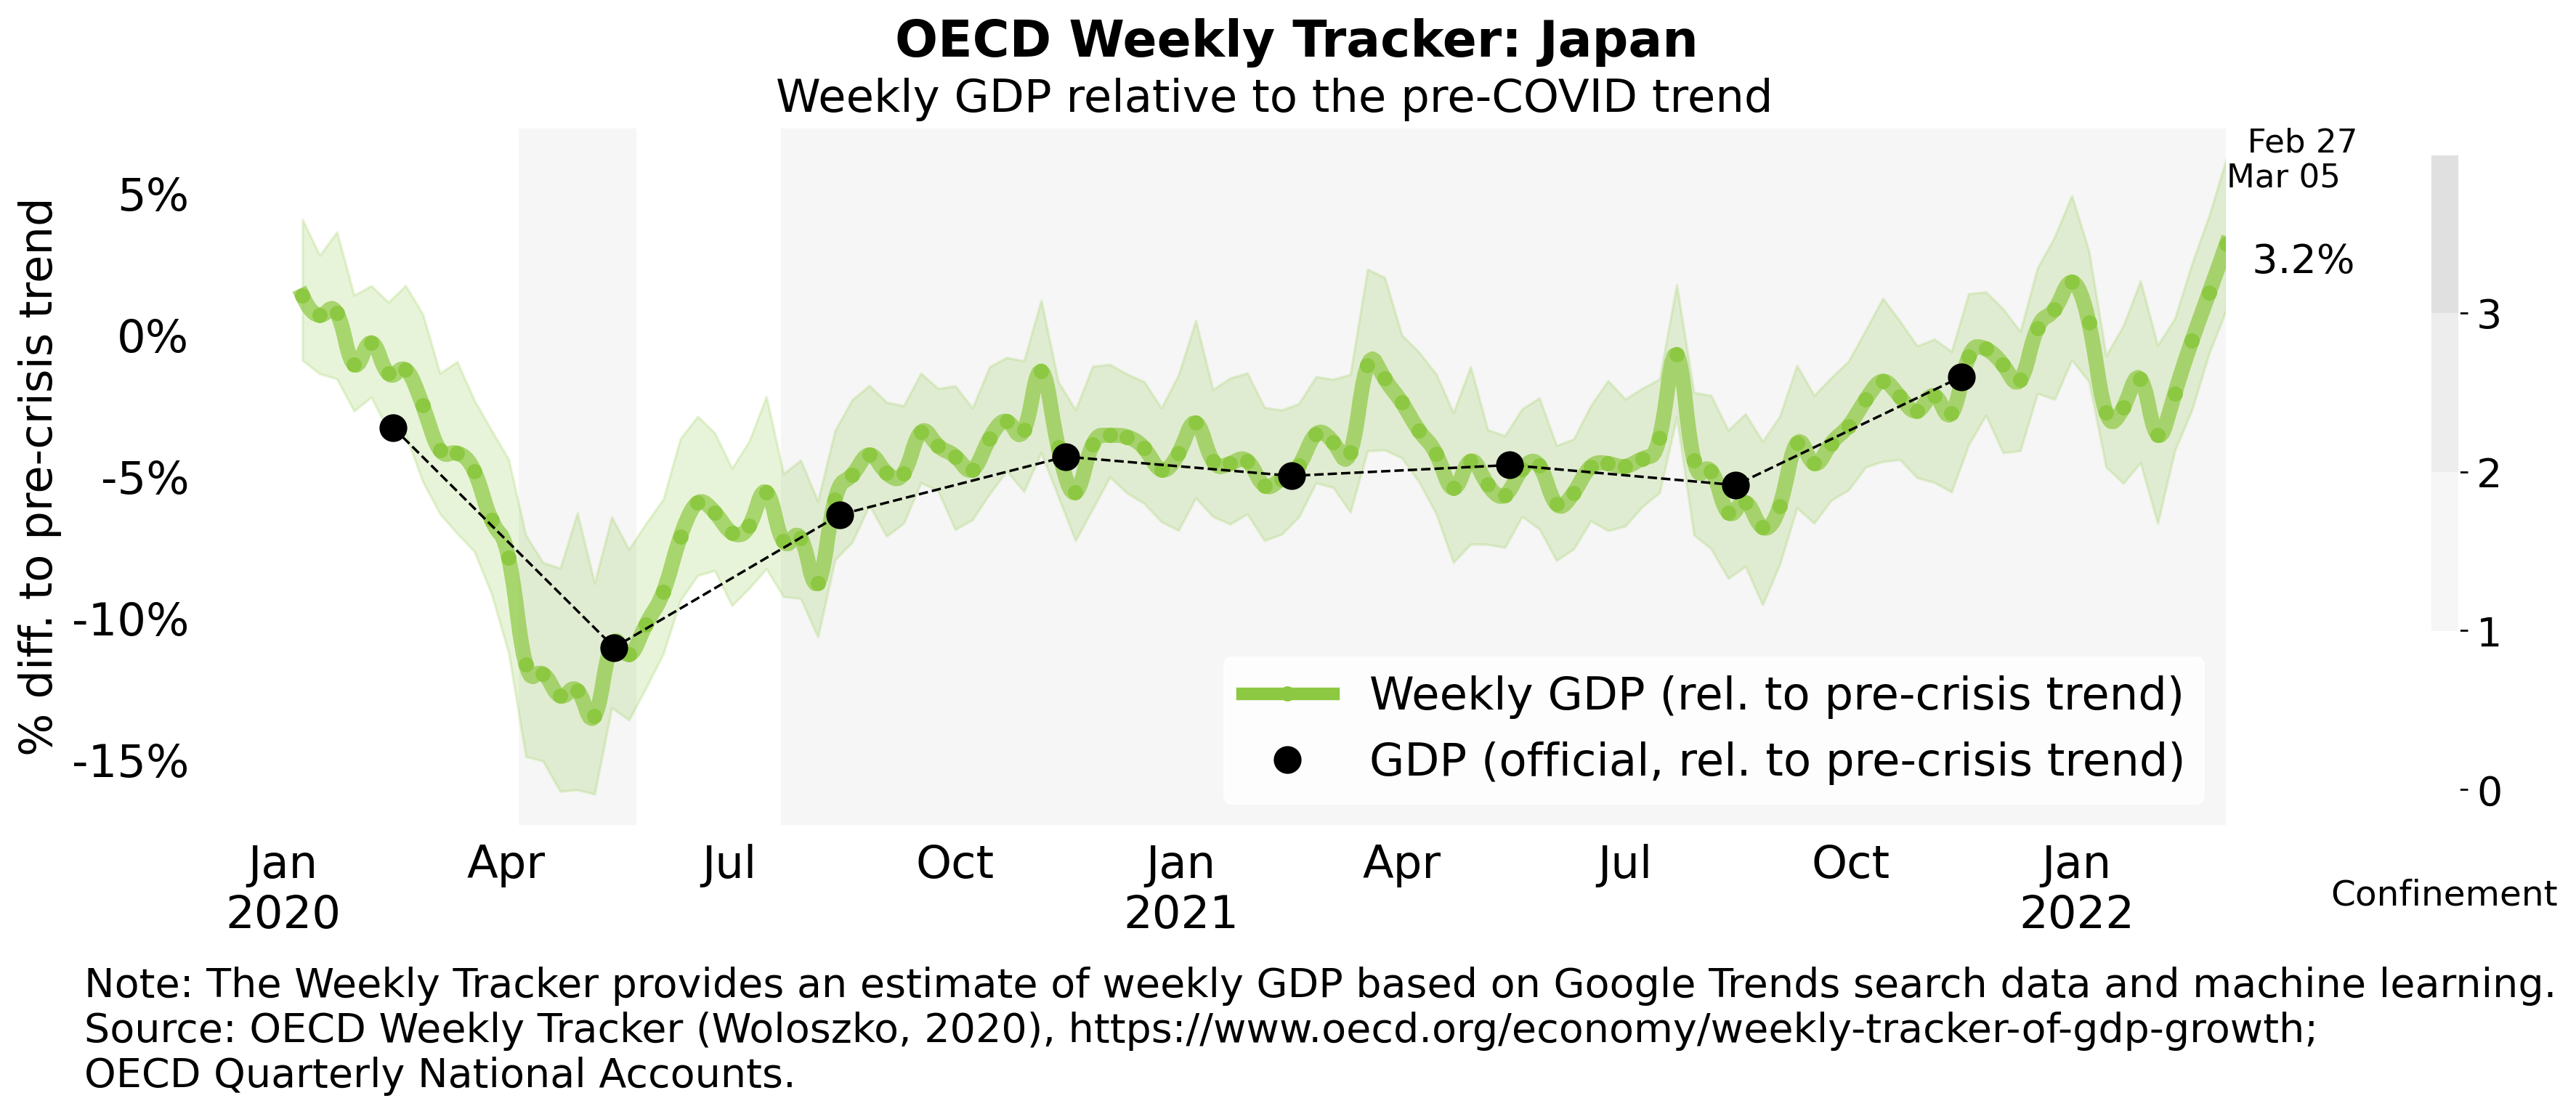 OECD Weekly Tracker: Japan
Weekly GDP relative to the pre-COVID trend
% diff. to pre-crisis trend
5%
0%
-5%
-10%
-15%
Feb 27
Mar 05
3.2%
3
2
1
0
Confinement
Weekly GDP (rel. to pre-crisis trend)
GDP (official, rel. to pre-crisis trend)
Jan Apr Jul Oct Jan Apr Jul Oct Jan
2020 2021 2022
Note: The Weekly Tracker provides an estimate of weekly GDP based on Google Trends search data and machine learning.
Source: OECD Weekly Tracker (Woloszko, 2020), https://www.oecd.org/economy/weekly-tracker-of-gdp-growth;
OECD Quarterly National Accounts.